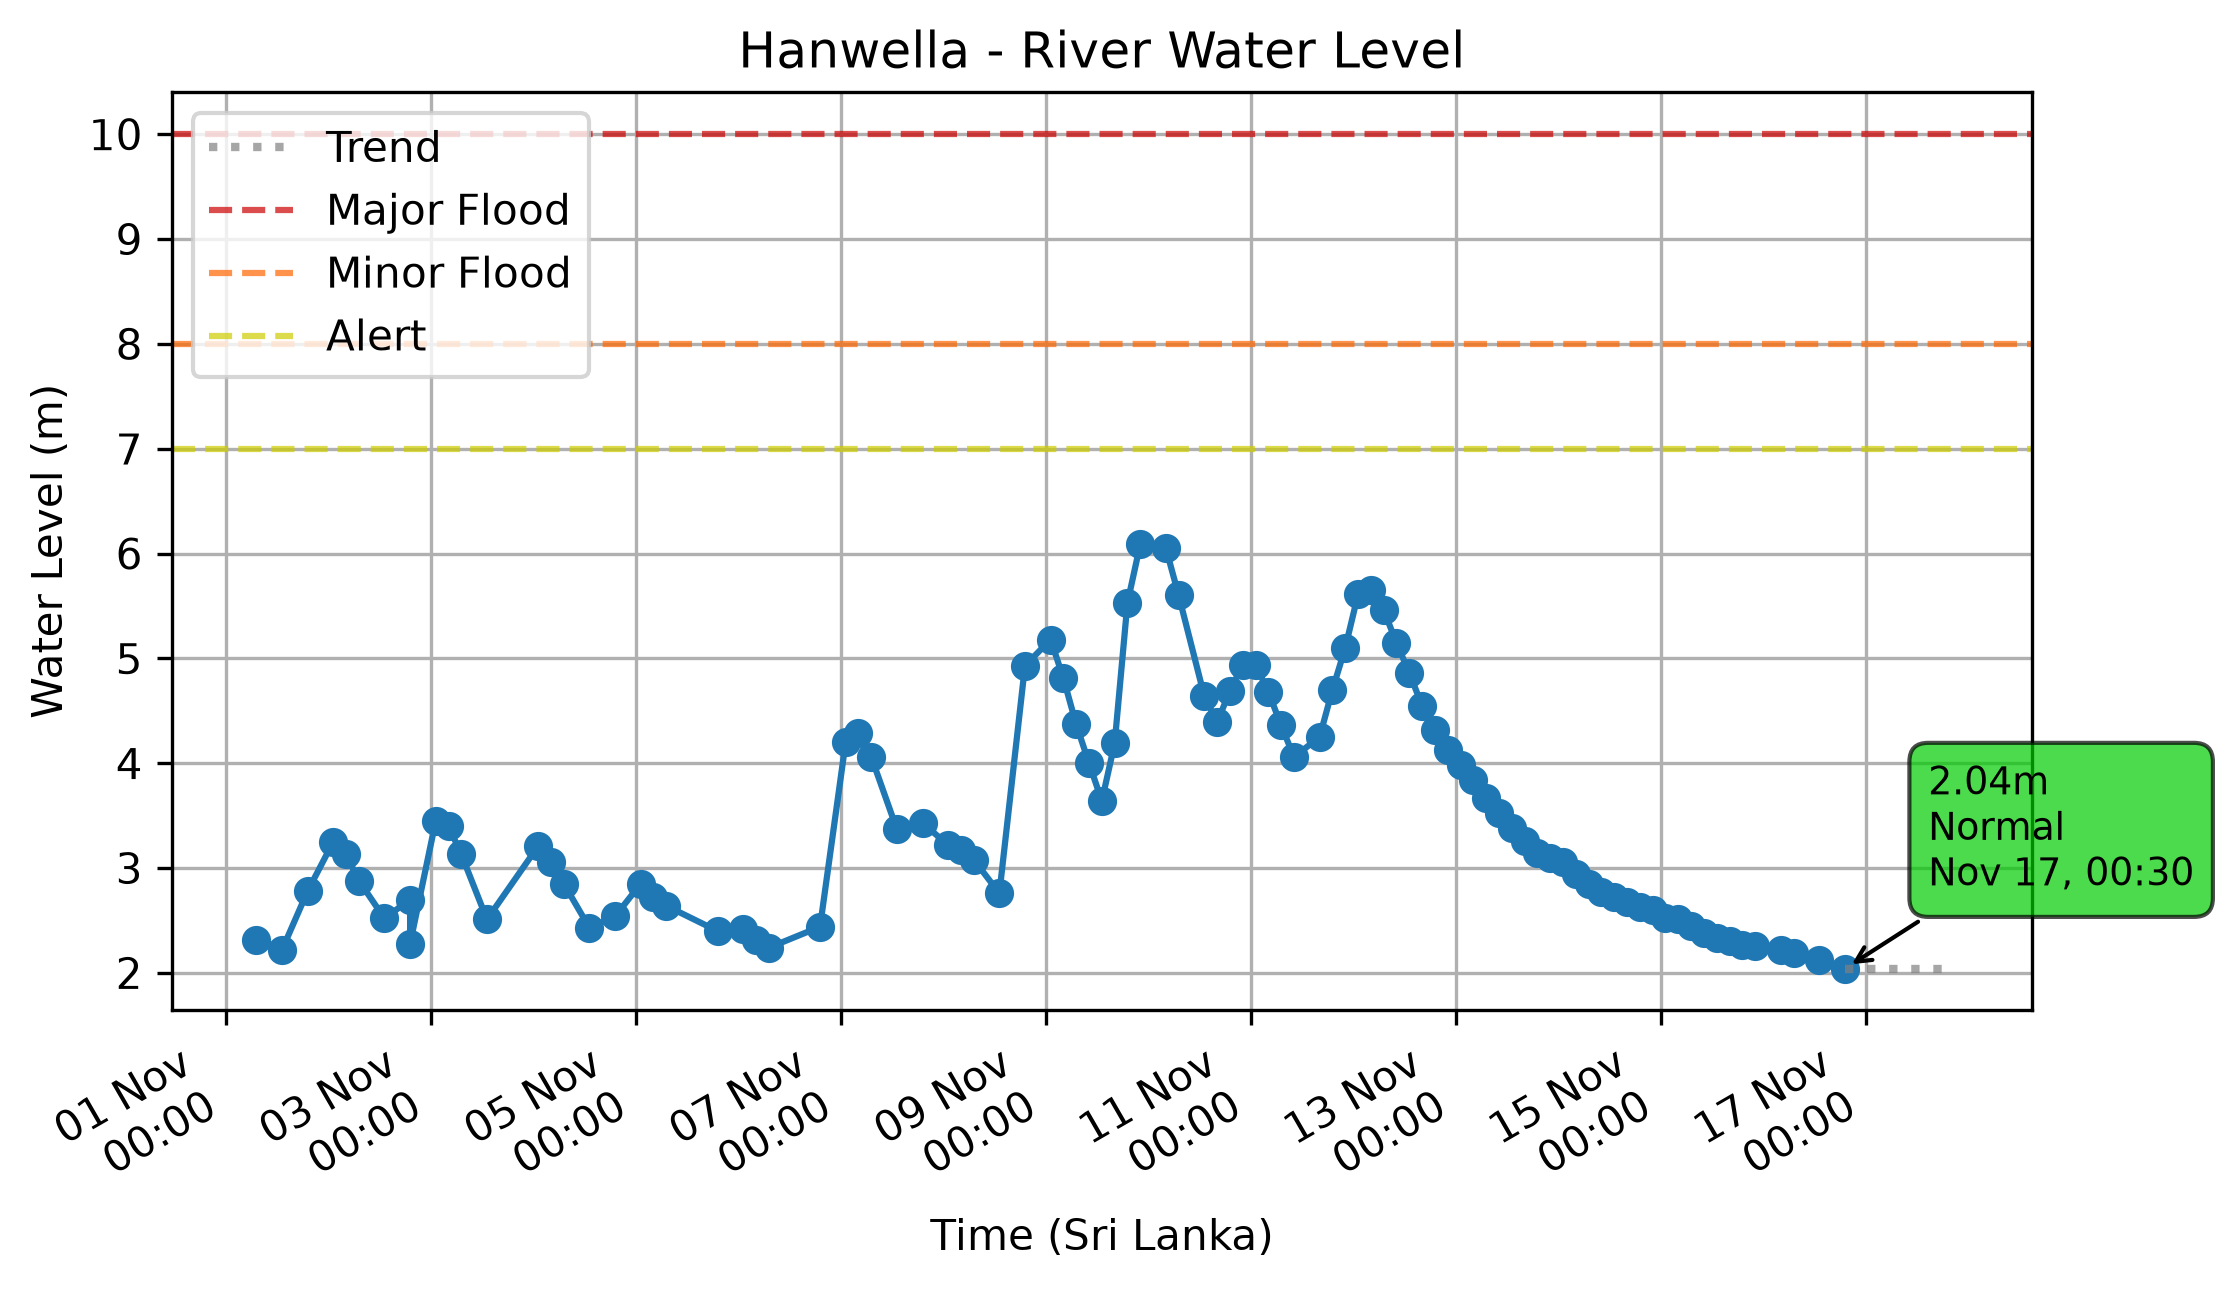 Hanwella - River Water Level
Water Level (m)
10
9
8
7
6
5
4
3
2
Trend
Major Flood
Minor Flood
Alert
2.04m
Normal
Nov 17, 00:30
01 Nov
00:00
03 Nov
00:00
05 Nov
00:00
07 Nov
00:00
09 Nov
00:00
11 Nov
00:00
13 Nov
00:00
15 Nov
00:00
17 Nov
00:00
Time (Sri Lanka)